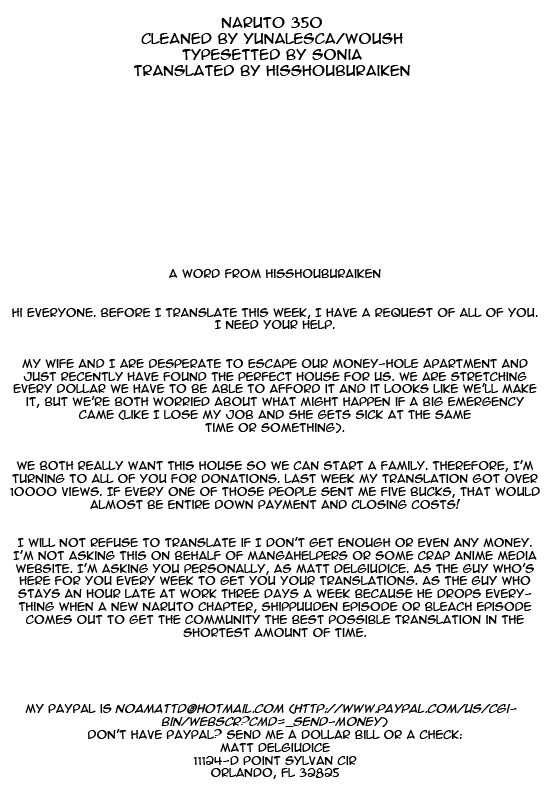 NARUTO 350
CLEANED BY YUNALESCA/WOUSH
TYPESETTED BY SONIA
TRANSLATED BY HISSHOUBURAIKEN
A WORD FROM HISSHOUBURAIKEN
HI EVERYONE. BEFORE I TRANSLATE THIS WEEK, I HAVE A REQUEST OF ALL OF YOU.
I NEED YOUR HELP.
MY WIFE AND I ARE DESPERATE TO ESCAPE OUR MONEY-HOLE APARTMENT AND
JUST RECENTLY HAVE FOUND THE PERFECT HOUSE FOR US. WE ARE STRETCHING
EVERY DOLLAR WE HAVE TO BE ABLE TO AFFORD IT AND IT LOOKS LIKE WE'LL MAKE
IT, BUT WE'RE BOTH WORRIED ABOUT WHAT MIGHT HAPPEN IF A BIG EMERGENCY
CAME (LIKE I LOSE MY JOB AND SHE GETS SICK AT THE SAME
TIME OR SOMETHING).
WE BOTH REALLY WANT THIS HOUSE SO WE CAN START A FAMILY. THEREFORE, I'M
TURNING TO ALL OF YOU FOR DONATIONS. LAST WEEK MY TRANSLATION GOT OVER
10000 VIEWS. IF EVERY ONE OF THOSE PEOPLE SENT ME FIVE BUCKS, THAT WOULD
ALMOST BE ENTIRE DOWN PAYMENT AND CLOSING COSTS!
I WILL NOT REFUSE TO TRANSLATE IF I DON'T GET ENOUGH OR EVEN ANY MONEY.
I'M NOT ASKING THIS ON BEHALF OF MANGAHELPERS OR SOME CRAP ANIME MEDIA
WEBSITE. I'M ASKING YOU PERSONALLY, AS MATT DELGIUDICE. AS THE GUY WHO'S
HERE FOR YOU EVERY WEEK TO GET YOU YOUR TRANSLATIONS. AS THE GUY WHO
STAYS AN HOUR LATE AT WORK THREE DAYS A WEEK BECAUSE HE DROPS EVERY-
THING WHEN A NEW NARUTO CHAPTER, SHIPPUUDEN EPISODE OR BLEACH EPISODE
COMES OUT TO GET THE COMMUNITY THE BEST POSSIBLE TRANSLATION IN THE
SHORTEST AMOUNT OF TIME.
MY PAYPAL IS NOAMATTD@HOTMAIL.COM (HTTP://WWW.PAYPAL.COM/US/CGI-
BIN/WEBSCR?CMD=_SEND-MONEY)
DON'T HAVE PAYPAL? SEND ME A DOLLAR BILL OR A CHECK:
MATT DELGIUDICE
11124-D POINT SYLVAN CIR
ORLANDO, FL 32825